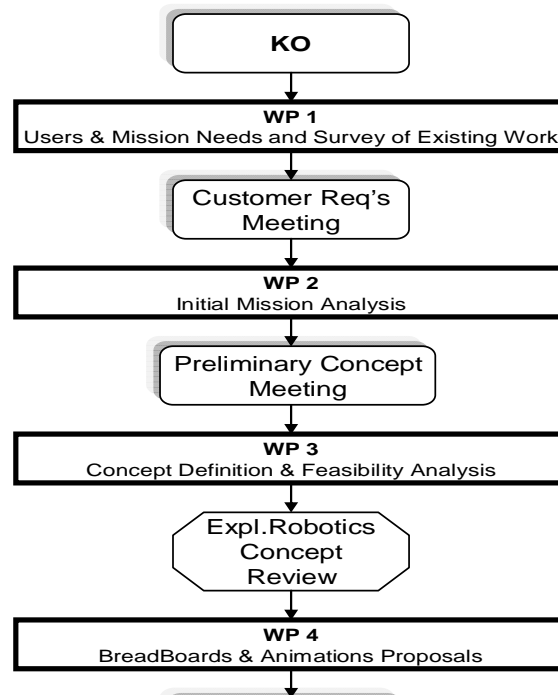 KO
WP 1
Users & Mission Needs and Survey of Existing Work
Customer Req's
Meeting
WP 2
Initial Mission Analysis
Preliminary Concept
Meeting
WP 3
Concept Definition & Feasibility Analysis
Expl.Robotics
Concept
Review
WP 4
BreadBoards & Animations Proposals